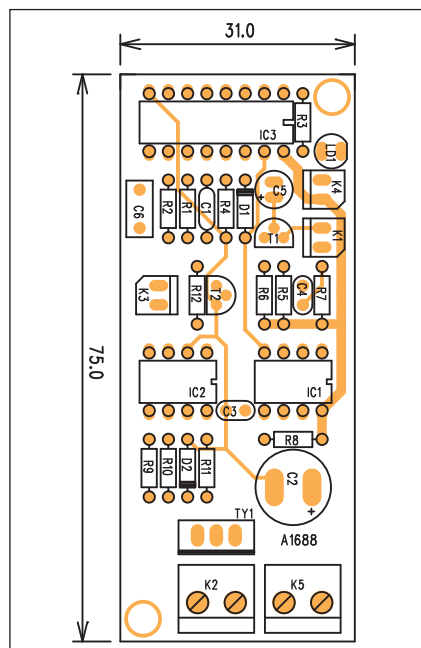 31.0
75.0
R3
IC3
LD1
K4
C6
R2
R1
C1
R4
D1
C5
+
T1
K1
K3
R12
T2
R6
R5
C4
R7
IC2
IC1
C3
R8
R9
R10
D2
R11
C2
+
TY1
A1688
K2
K5